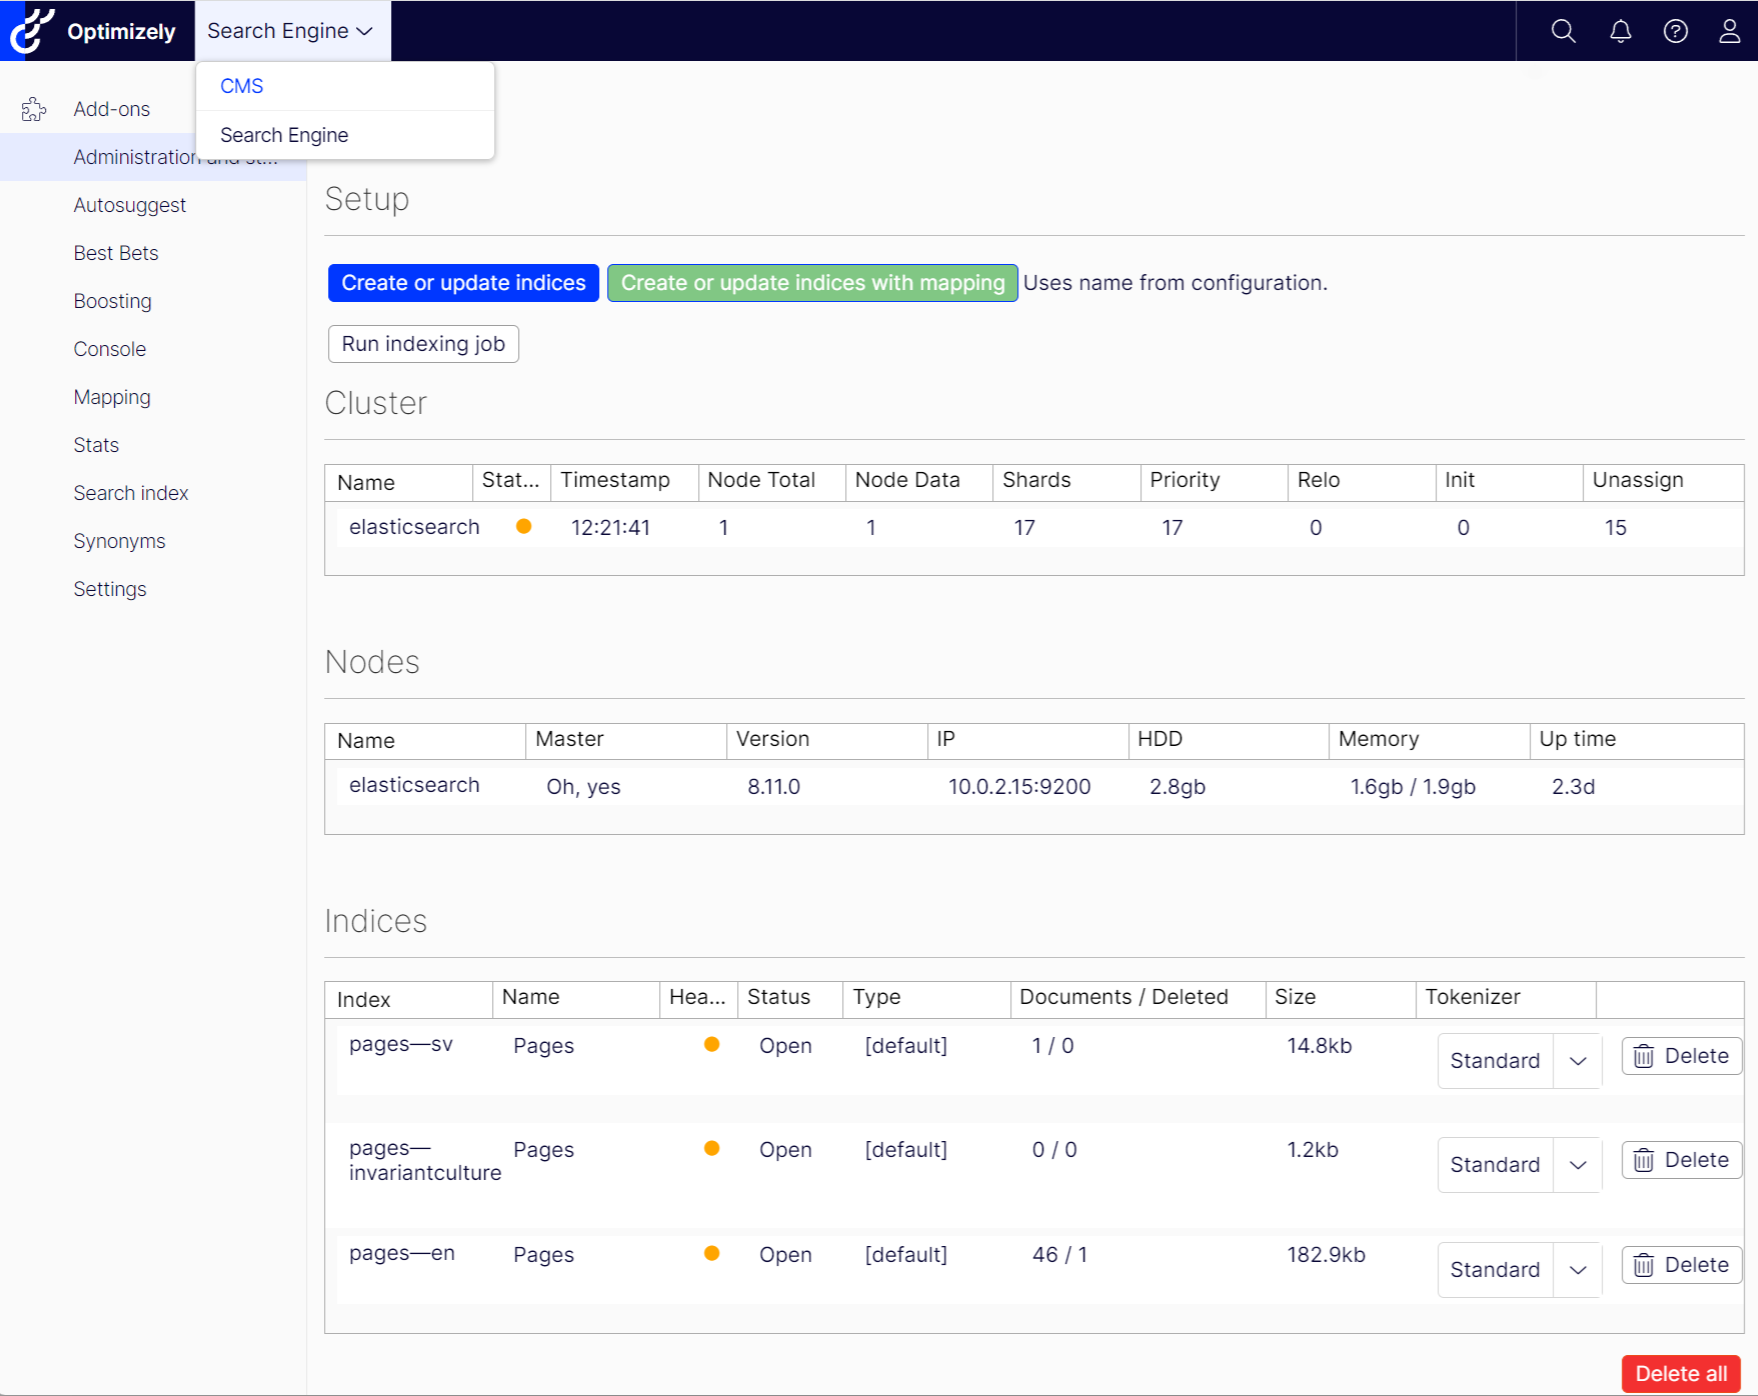 Optimizely
Search Engine
CMS
Search Engine
Add-ons
Administration and st...
Autosuggest
Best Bets
Boosting
Console
Mapping
Stats
Search index
Synonyms
Settings
Setup
Create or update indices Create or update indices with mapping Uses name from configuration.
Run indexing job
Cluster
Name Stat... Timestamp Node Total Node Data Shards Priority Relo Init Unassign
elasticsearch 12:21:41 1 1 17 17 0 0 15
Nodes
Name Master Version IP HDD Memory Up time
elasticsearch Oh, yes 8.11.0 10.0.2.15:9200 2.8gb 1.6gb / 1.9gb 2.3d
Indices
Index Name Hea... Status Type Documents / Deleted Size Tokenizer
pages—sv Pages Open [default] 1 / 0 14.8kb Standard Delete
pages— Pages Open [default] 0 / 0 1.2kb Standard Delete
invariantculture
pages—en Pages Open [default] 46 / 1 182.9kb Standard Delete
Delete all